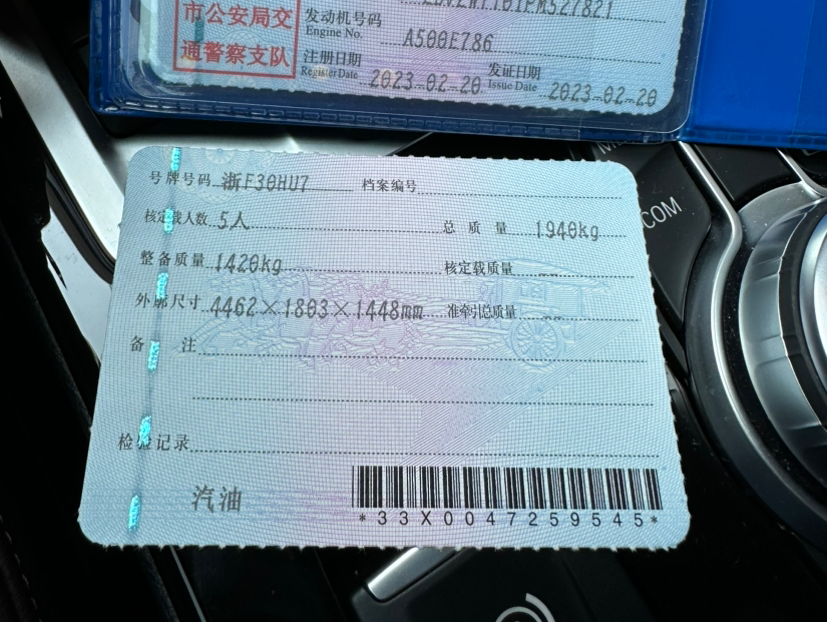 市公安局交
通警察支队
发动机号码
Engine No.
A500E786
注册日期
Register Date
2023-02-20
发证日期
Issue Date
2023-02-20
号牌号码 浙F30HU7 档案编号
核定载人数 5人 总质量 1940kg
整备质量 1420kg 核定载质量 --
外廓尺寸 4462×1803×1448mm 准牵引总质量 --
备注
检验记录
汽油
*33X0047259545*
COM